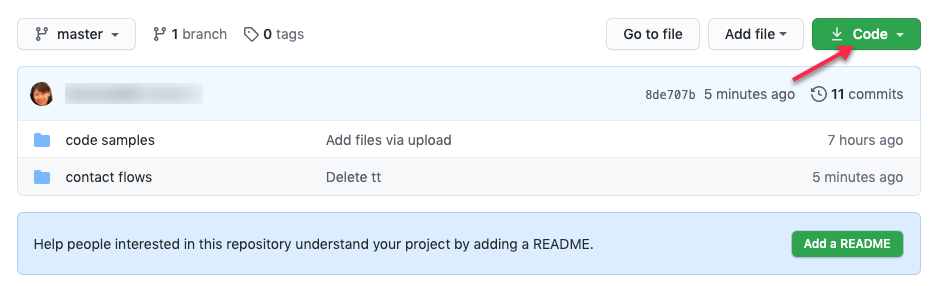 master 1 branch 0 tags Go to file Add file Code
8de707b 5 minutes ago 11 commits
code samples Add files via upload 7 hours ago
contact flows Delete tt 5 minutes ago
Help people interested in this repository understand your project by adding a README. Add a README